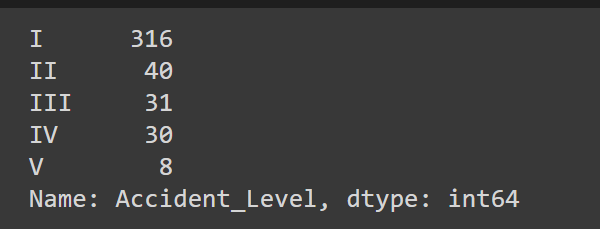 I 316
II 40
III 31
IV 30
V 8
Name: Accident_Level, dtype: int64